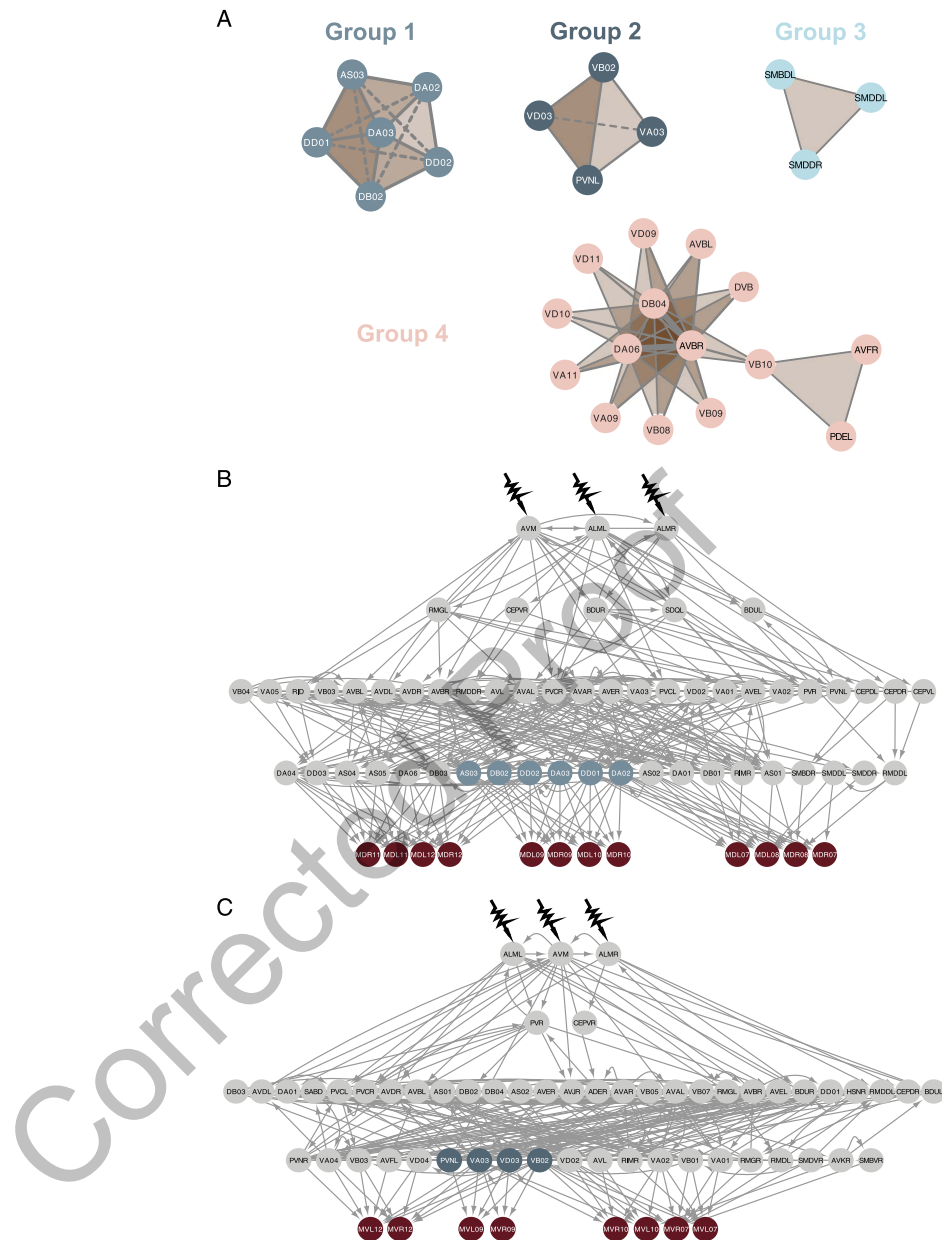 A
Group 1
Group 2
Group 3
AS03
DA02
DA03
DD01
DD02
DB02
VB02
VD03
VA03
PVNL
SMBDL
SMDDL
SMDDR
Group 4
VD09
AVBL
VD11
DVB
DB04
VD10
DA06
AVBR
AVFR
VB10
VA11
VA09
VB08
VB09
PDEL
B
AVM ALML ALMR
RMGL CEPVR BDUR SDQL BDUL
VB04 VA05 RID VB03 AVBL AVDL AVDR AVBR RMDDR AVL AVAL PVCR AVAR AVER VA03 PVCL VD02 VA01 AVEL VA02 PVR PVNL CEPDL CEPDR CEPVL
DA04 DD03 AS04 AS05 DA06 DB03 AS03 DB02 DD02 DA03 DD01 DA02 AS02 DA01 DB01 RIMR AS01 SMBDR SMDDL SMDDR RMDDL
MDR11 MDL11 MDL12 MDR12 MDL09 MDR09 MDL10 MDR10 MDL07 MDL08 MDR08 MDR07
C
ALML AVM ALMR
PVR CEPVR
DB03 AVDL DA01 SABD PVCL PVCR AVDR AVBL AS01 DB02 DB04 AS02 AVER AVJR ADER AVAR VB05 AVAL VB07 RMGL AVBR AVEL BDUR DD01 HSNR RMDDL CEPDR BDUL
PVNR VA04 VB03 AVFL VD04 PVNL VA03 VD03 VB02 VD02 AVL RIMR VA02 VB01 VA01 RMGR RMDL SMDVR AVKR SMBVR
MVL12 MVR12 MVL09 MVR09 MVR10 MVL10 MVR07 MVL07
Corrected Proof